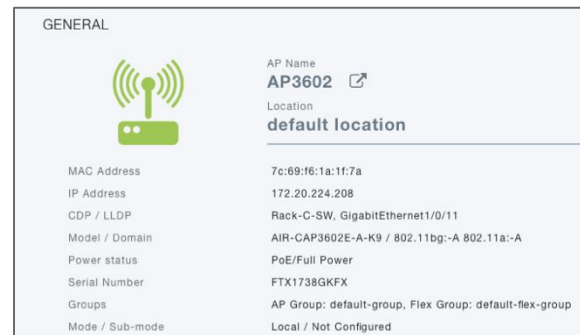 GENERAL
AP Name
AP3602
Location
default location
MAC Address 7c:69:f6:1a:1f:7a
IP Address 172.20.224.208
CDP / LLDP Rack-C-SW, GigabitEthernet1/0/11
Model / Domain AIR-CAP3602E-A-K9 / 802.11bg:-A 802.11a:-A
Power status PoE/Full Power
Serial Number FTX1738GKFX
Groups AP Group: default-group, Flex Group: default-flex-group
Mode / Sub-mode Local / Not Configured